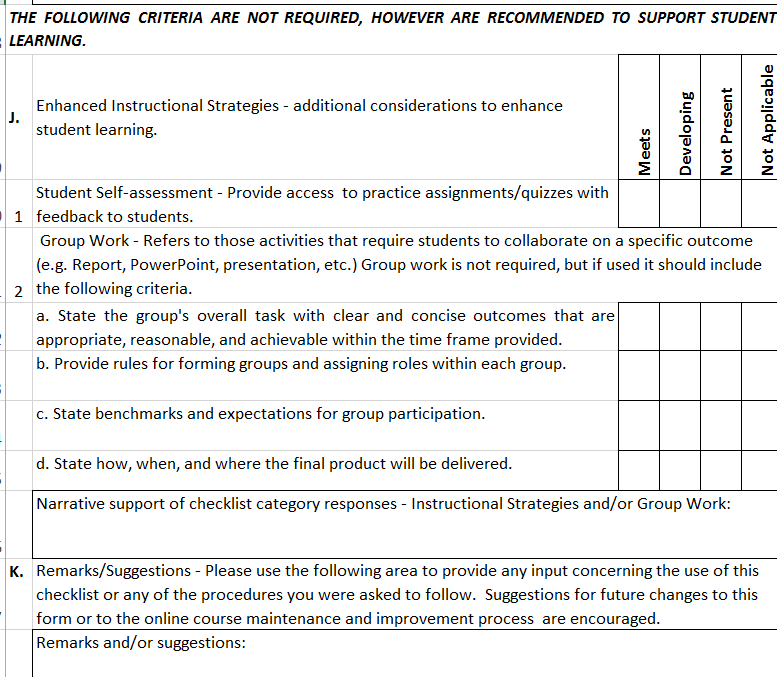 THE FOLLOWING CRITERIA ARE NOT REQUIRED, HOWEVER ARE RECOMMENDED TO SUPPORT STUDENT
LEARNING.
J.
Enhanced Instructional Strategies - additional considerations to enhance
student learning.
Meets
Developing
Not Present
Not Applicable
Student Self-assessment - Provide access to practice assignments/quizzes with
1 feedback to students.
Group Work - Refers to those activities that require students to collaborate on a specific outcome
(e.g. Report, PowerPoint, presentation, etc.) Group work is not required, but if used it should include
2 the following criteria.
a. State the group's overall task with clear and concise outcomes that are
appropriate, reasonable, and achievable within the time frame provided.
b. Provide rules for forming groups and assigning roles within each group.
c. State benchmarks and expectations for group participation.
d. State how, when, and where the final product will be delivered.
Narrative support of checklist category responses - Instructional Strategies and/or Group Work:
K. Remarks/Suggestions - Please use the following area to provide any input concerning the use of this
checklist or any of the procedures you were asked to follow. Suggestions for future changes to this
form or to the online course maintenance and improvement process are encouraged.
Remarks and/or suggestions: